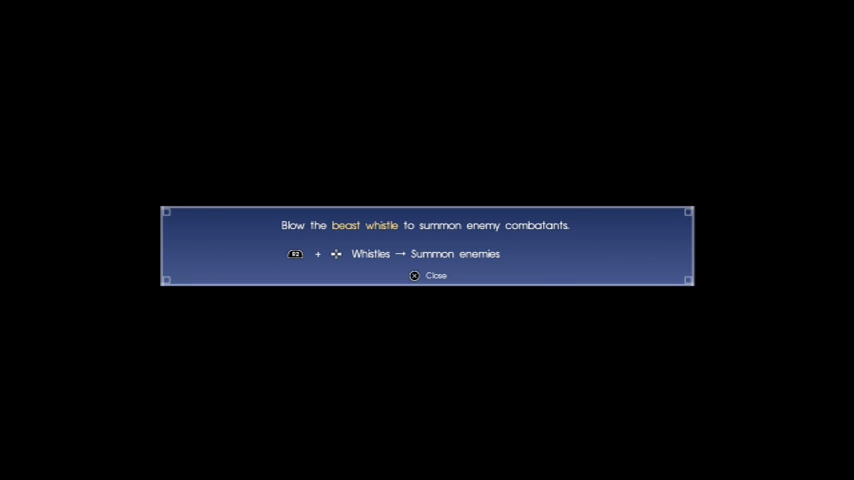 Blow the beast whistle to summon enemy combatants.
R2 + Whistles → Summon enemies
Close